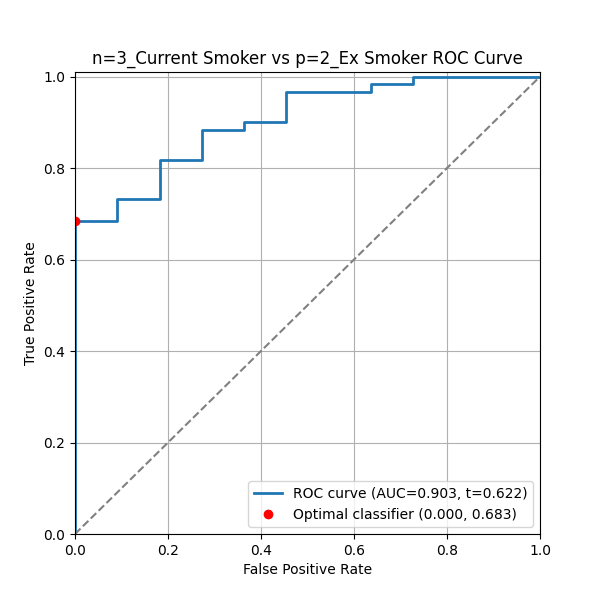 n=3_Current Smoker vs p=2_Ex Smoker ROC Curve
1.0
0.8
0.6
0.4
0.2
0.0
True Positive Rate
ROC curve (AUC=0.903, t=0.622)
Optimal classifier (0.000, 0.683)
0.0 0.2 0.4 0.6 0.8 1.0
False Positive Rate